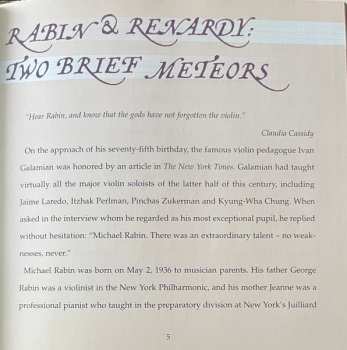 RABIN & RENARDY:
TWO BRIEF METEORS
"Hear Rabin, and know that the gods have not forgotten the violin."
Claudia Cassidy
On the approach of his seventy-fifth birthday, the famous violin pedagogue Ivan
Galamian was honored by an article in The New York Times. Galamian had taught
virtually all the major violin soloists of the latter half of this century, including
Jaime Laredo, Itzhak Perlman, Pinchas Zukerman and Kyung-Wha Chung. When
asked in the interview whom he regarded as his most exceptional pupil, he replied
without hesitation: "Michael Rabin. There was an extraordinary talent – no weak-
nesses, never."
Michael Rabin was born on May 2, 1936 to musician parents. His father George
Rabin was a violinist in the New York Philharmonic, and his mother Jeanne was a
professional pianist who taught in the preparatory division at New York's Juilliard
5